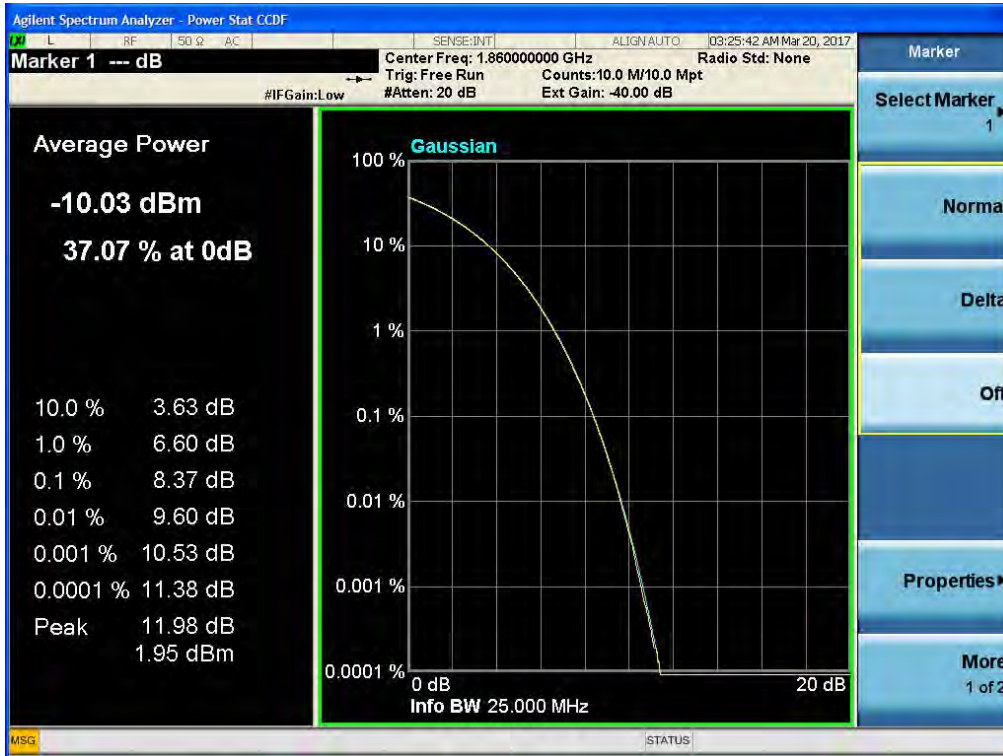 Agilent Spectrum Analyzer - Power Stat CCDF
LXI L RF 50 Ω AC SENSE:INT ALIGN AUTO 03:25:42 AM Mar 20, 2017
Marker 1 --- dB
Center Freq: 1.860000000 GHz Radio Std: None
Trig: Free Run Counts:10.0 M/10.0 Mpt
#IFGain:Low #Atten: 20 dB Ext Gain: -40.00 dB
Average Power
-10.03 dBm
37.07 % at 0dB
10.0 % 3.63 dB
1.0 % 6.60 dB
0.1 % 8.37 dB
0.01 % 9.60 dB
0.001 % 10.53 dB
0.0001 % 11.38 dB
Peak 11.98 dB
1.95 dBm
Gaussian
100 %
10 %
1 %
0.1 %
0.01 %
0.001 %
0.0001 %
0 dB 20 dB
Info BW 25.000 MHz
Marker
Select Marker
1
Norma
Delta
Off
Properties
More
1 of 2
MSG STATUS